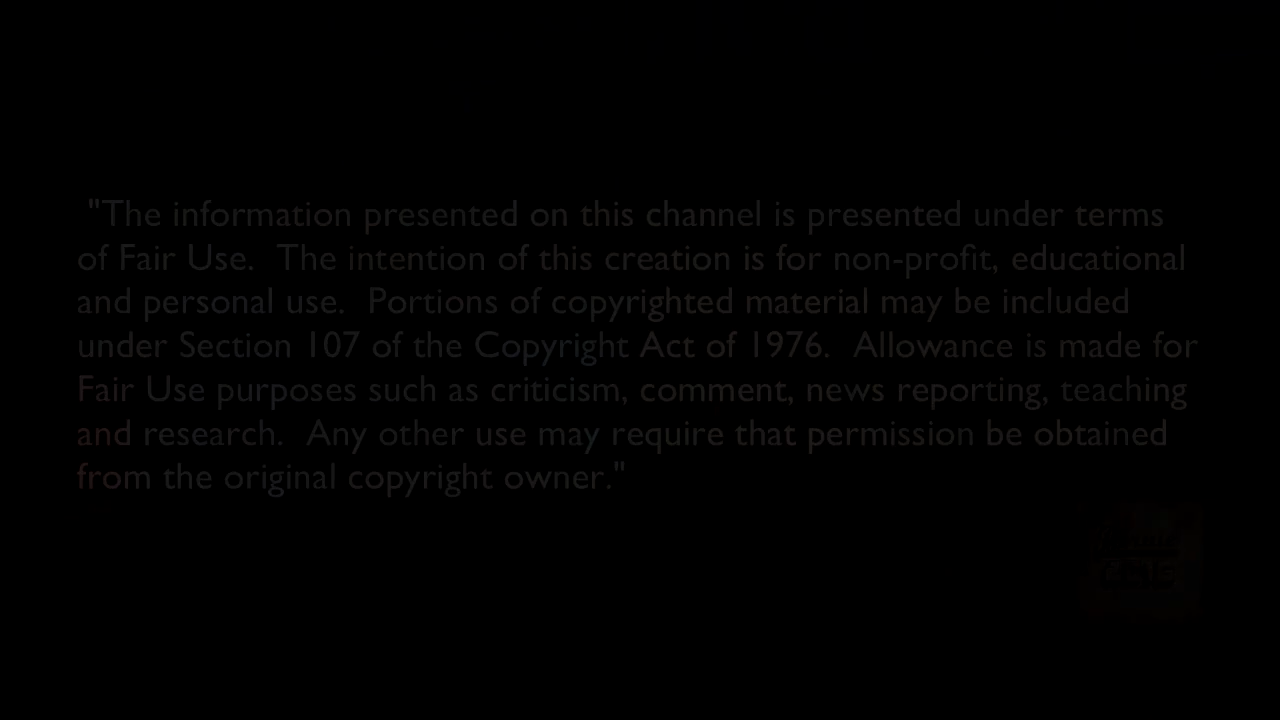 "The information presented on this channel is presented under terms
of Fair Use.  The intention of this creation is for non-profit, educational
and personal use.  Portions of copyrighted material may be included
under Section 107 of the Copyright Act of 1976.  Allowance is made for
Fair Use purposes such as criticism, comment, news reporting, teaching
and research.  Any other use may require that permission be obtained
from the original copyright owner."